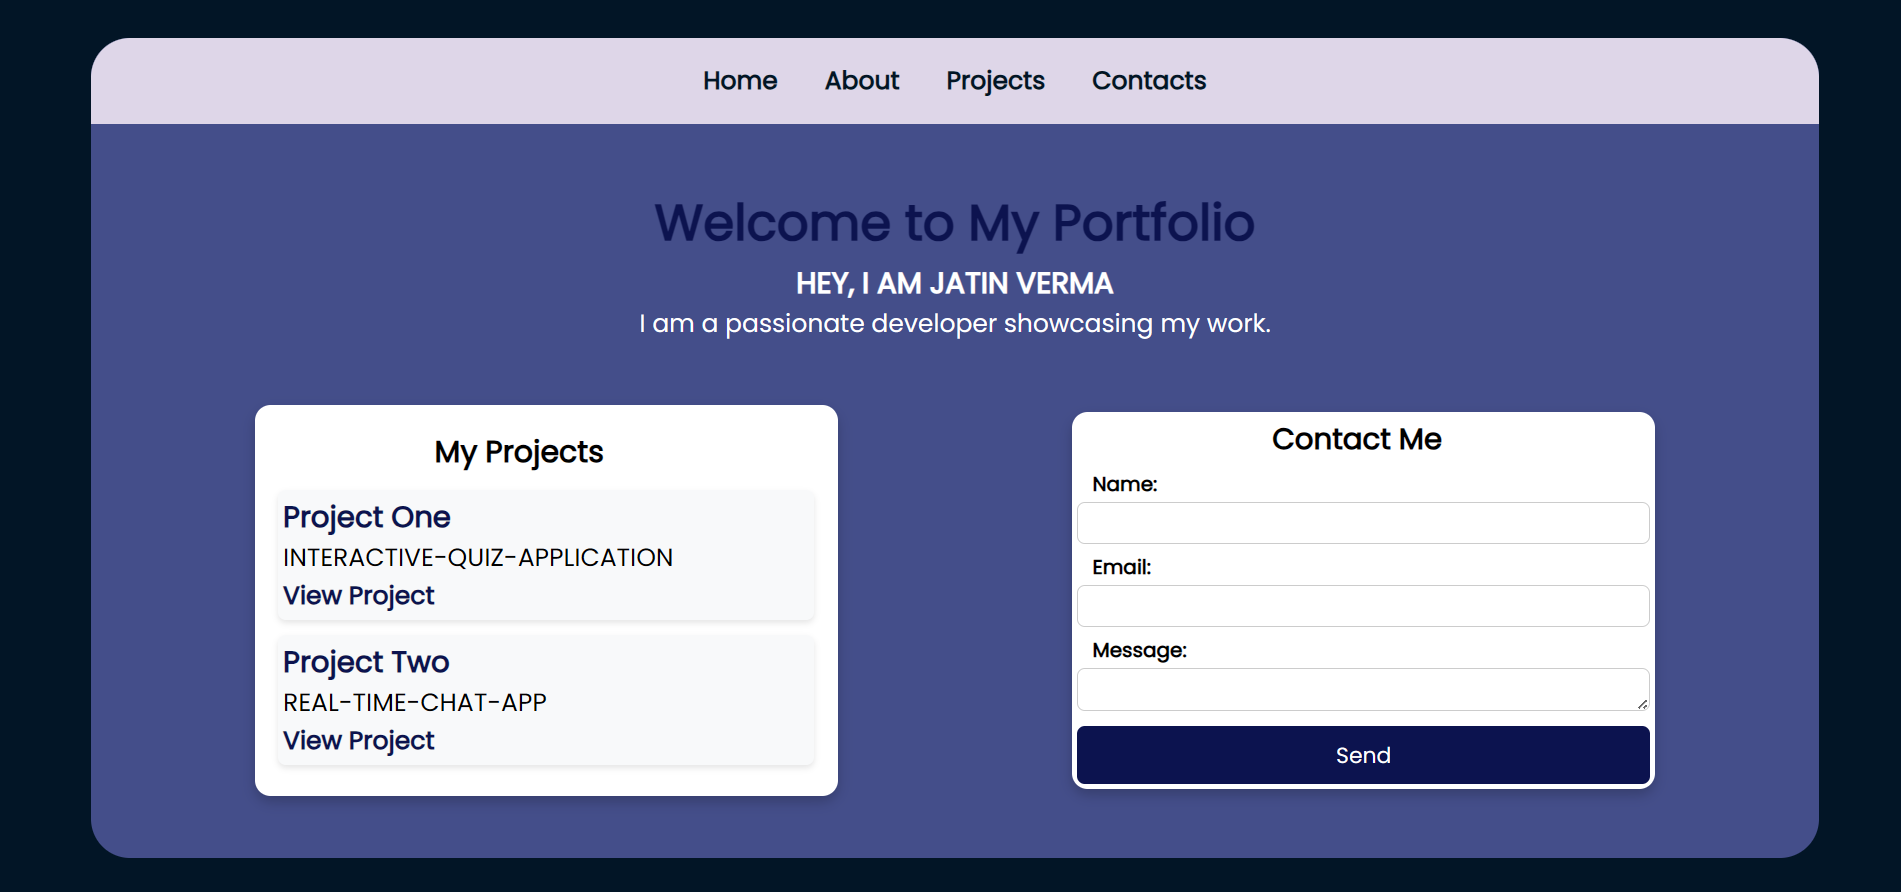 Home About Projects Contacts
Welcome to My Portfolio
HEY, I AM JATIN VERMA
I am a passionate developer showcasing my work.
My Projects
Project One
INTERACTIVE-QUIZ-APPLICATION
View Project
Project Two
REAL-TIME-CHAT-APP
View Project
Contact Me
Name:
Email:
Message:
Send